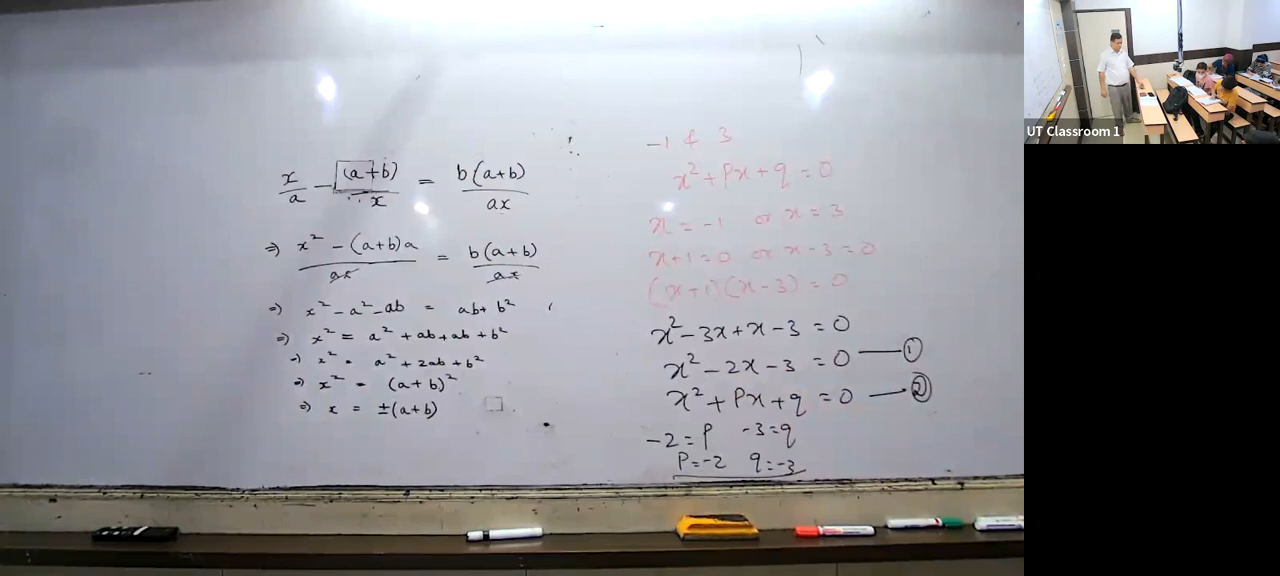 x/a - (a+b)/x = b(a+b)/ax
⇒ x² - (a+b)a/ax = b(a+b)/ax
⇒ x² - a² - ab = ab + b²
⇒ x² = a² + ab + ab + b²
⇒ x² = a² + 2ab + b²
⇒ x² = (a+b)²
⇒ x = ±(a+b)
-1 & 3
x² + Px + q = 0
x = -1 or x = 3
x+1=0 or x-3=0
(x+1)(x-3)=0
x² - 3x + x - 3 = 0
x² - 2x - 3 = 0 — ①
x² + Px + q = 0 — ②
-2 = P -3 = q
P = -2 q = -3
UT Classroom 1